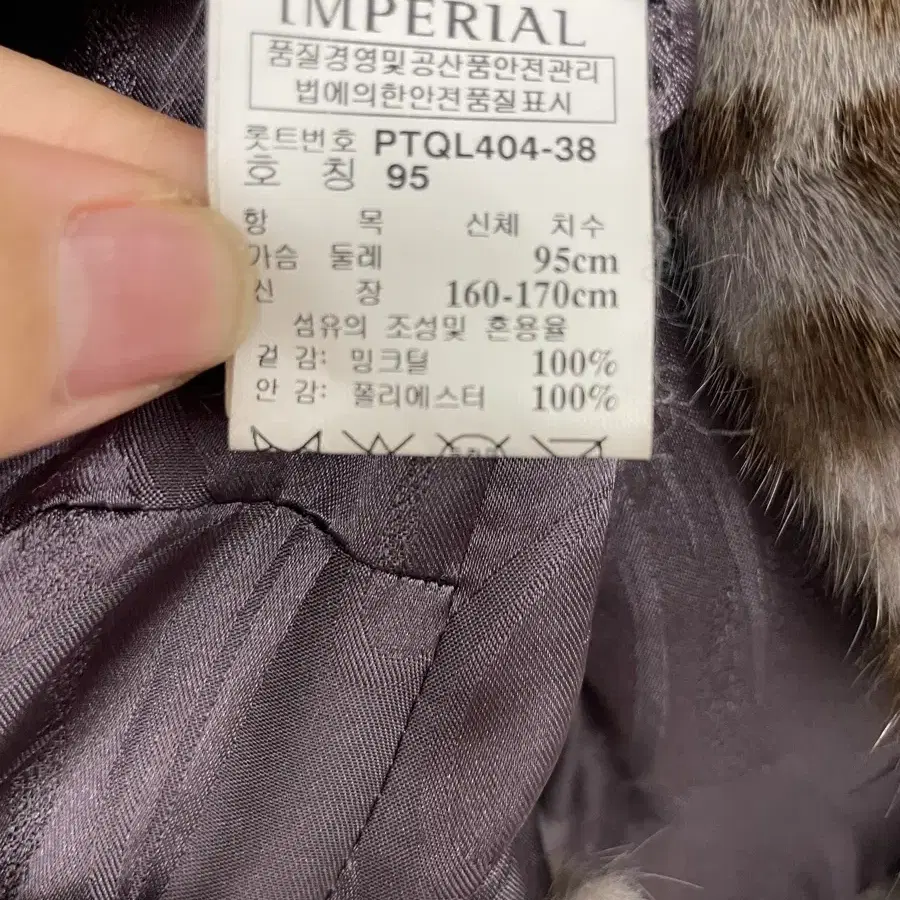 IMPERIAL
품질경영및공산품안전관리
법에의한안전품질표시
롯트번호 PTQL404-38
호 칭 95
항 목 신체 치수
가슴 둘레 95cm
신 장 160-170cm
섬유의 조성및 혼용율
겉 감: 밍크털 100%
안 감: 폴리에스터 100%